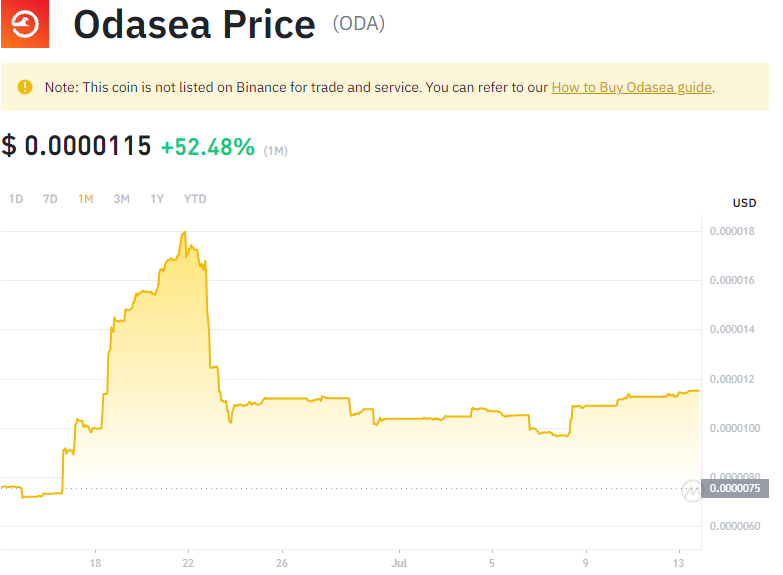 Odasea Price (ODA)
Note: This coin is not listed on Binance for trade and service. You can refer to our How to Buy Odasea guide.
$ 0.0000115 +52.48% (1M)
1D 7D 1M 3M 1Y YTD
USD
0.000018
0.000016
0.000014
0.000012
0.0000100
0.0000080
0.0000075
0.0000060
18 22 26 Jul 5 9 13